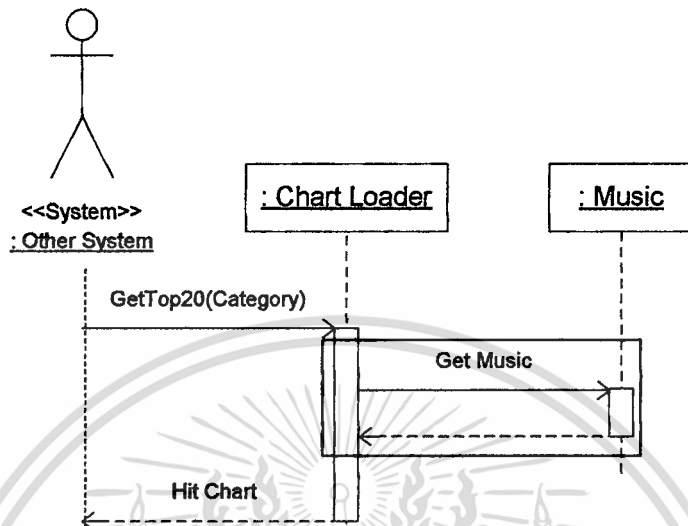 <<System>>
: Other System
: Chart Loader
: Music
GetTop20(Category)
Get Music
Hit Chart